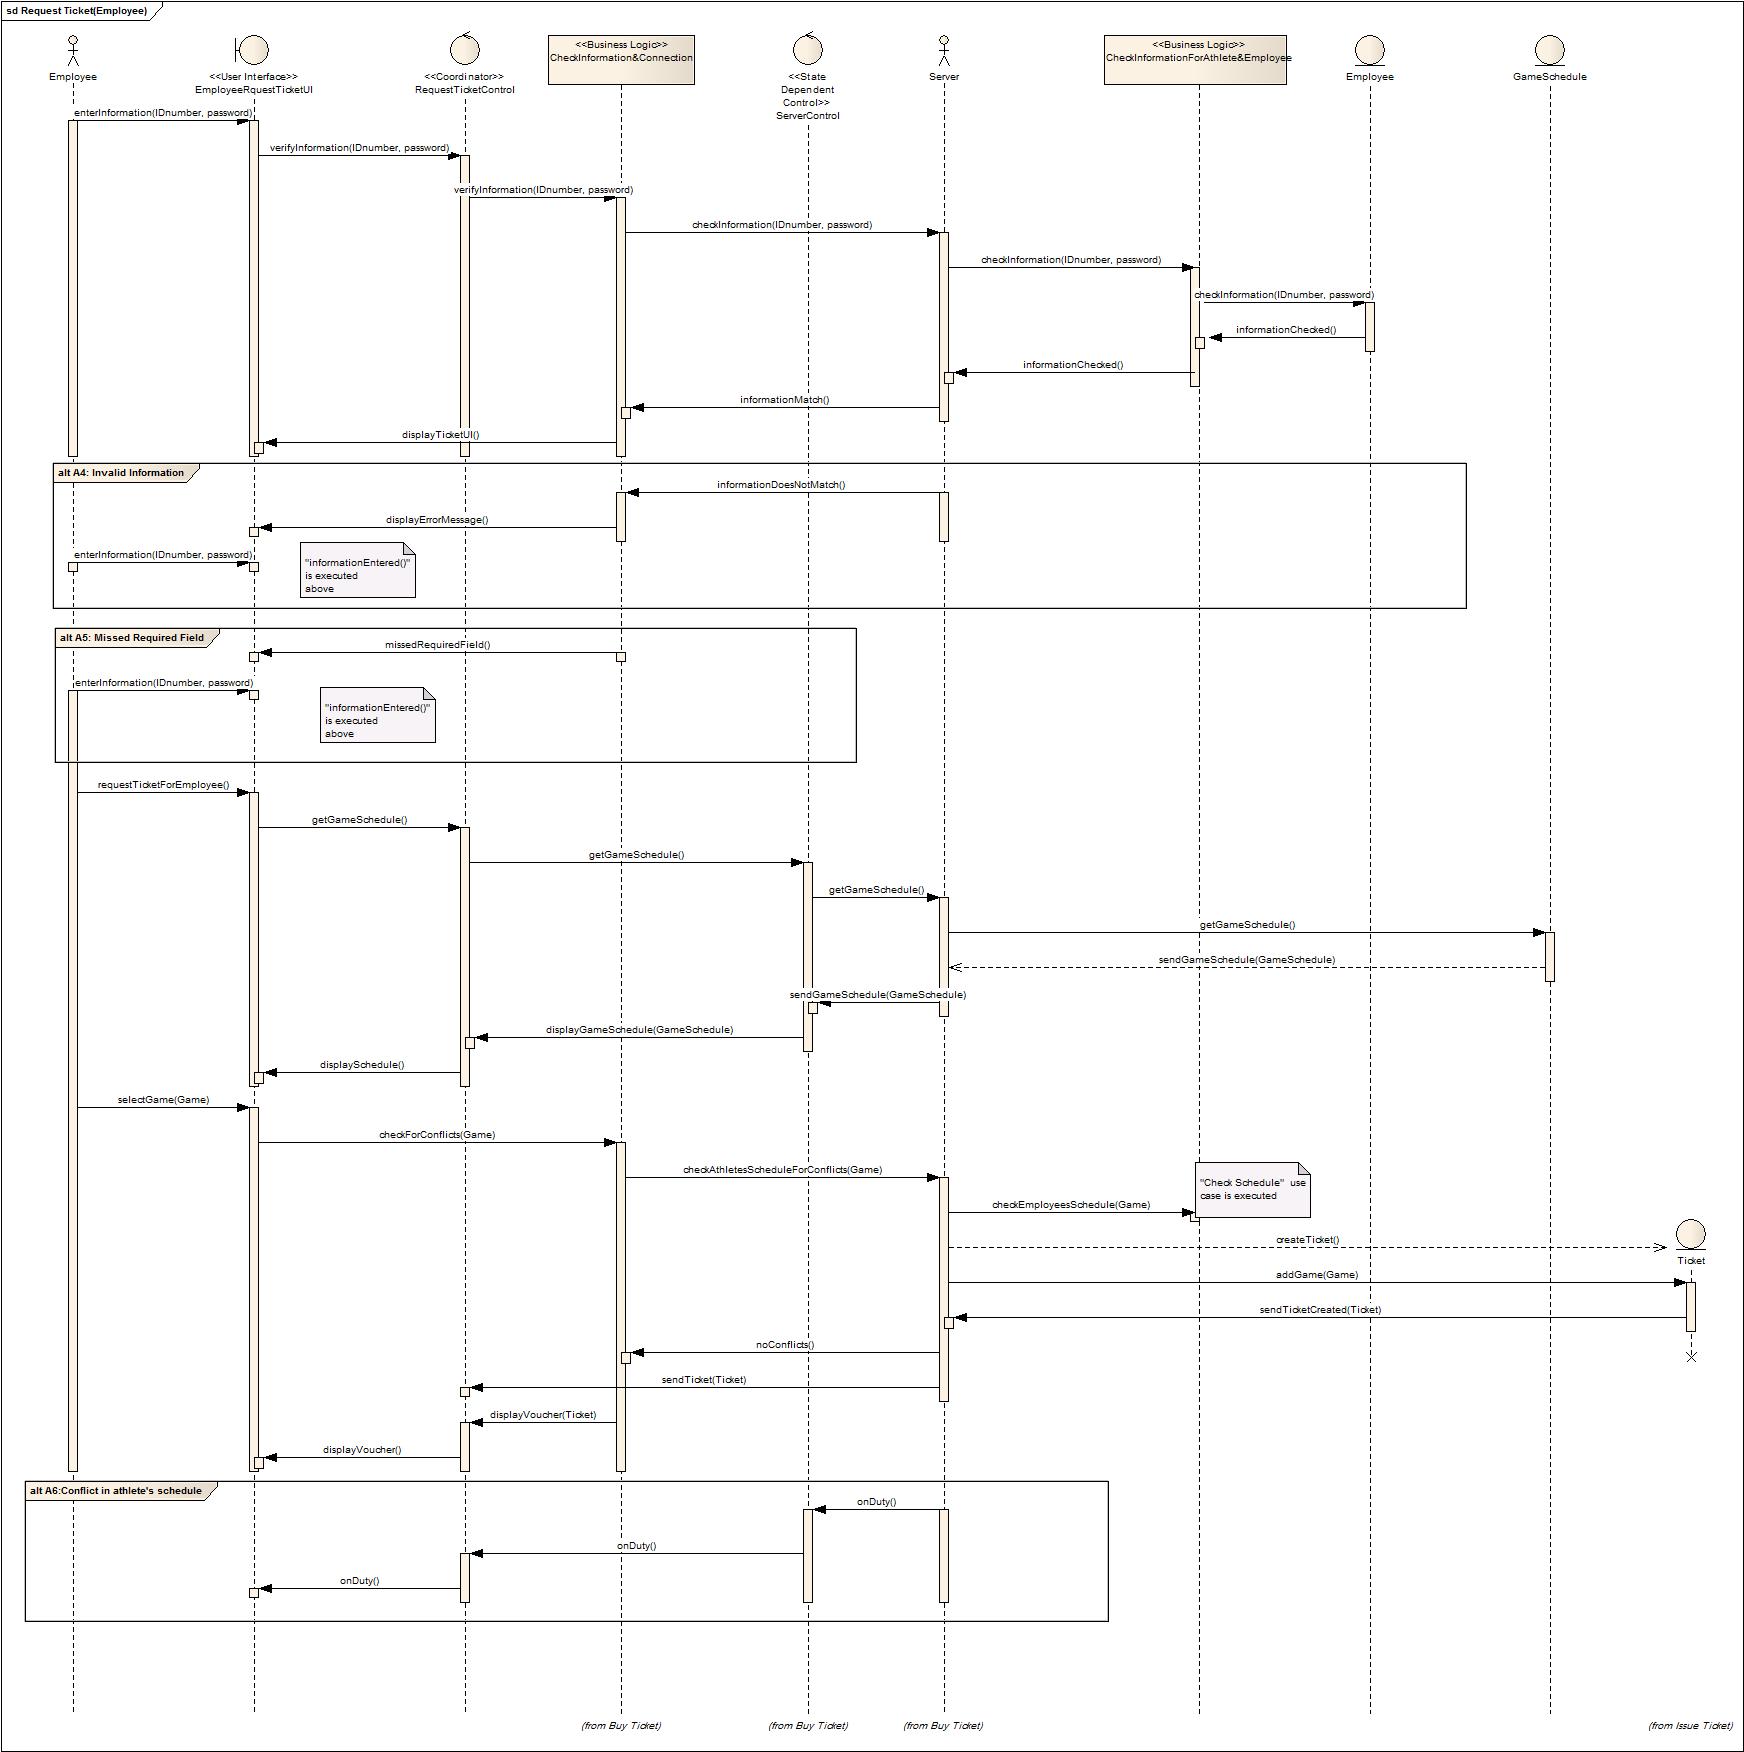 sd Request Ticket(Employee)
Employee
<<User Interface>>
EmployeeRquestTicketUI
<<Coordinator>>
RequestTicketControl
<<Business Logic>>
CheckInformation&Connection
<<State
Dependent
Control>>
ServerControl
Server
<<Business Logic>>
CheckInformationForAthlete&Employee
Employee
GameSchedule
enterInformation(IDnumber, password)
verifyInformation(IDnumber, password)
verifyInformation(IDnumber, password)
checkInformation(IDnumber, password)
checkInformation(IDnumber, password)
checkInformation(IDnumber, password)
informationChecked()
informationChecked()
informationMatch()
displayTicketUI()
alt A4: Invalid Information
informationDoesNotMatch()
displayErrorMessage()
enterInformation(IDnumber, password)
"informationEntered()"
is executed
above
alt A5: Missed Required Field
missedRequiredField()
enterInformation(IDnumber, password)
"informationEntered()"
is executed
above
requestTicketForEmployee()
getGameSchedule()
getGameSchedule()
getGameSchedule()
getGameSchedule()
sendGameSchedule(GameSchedule)
sendGameSchedule(GameSchedule)
displayGameSchedule(GameSchedule)
displaySchedule()
selectGame(Game)
checkForConflicts(Game)
checkAthletesScheduleForConflicts(Game)
"Check Schedule"  use
case is executed
checkEmployeesSchedule(Game)
createTicket()
Ticket
addGame(Game)
sendTicketCreated(Ticket)
noConflicts()
sendTicket(Ticket)
displayVoucher(Ticket)
displayVoucher()
alt A6:Conflict in athlete's schedule
onDuty()
onDuty()
onDuty()
(from Buy Ticket)
(from Buy Ticket)
(from Buy Ticket)
(from Issue Ticket)